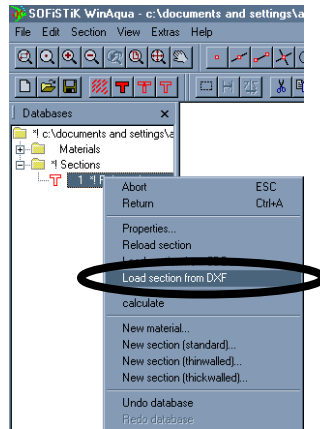 SOFiSTiK WinAqua - c:\documents and settings\a
File Edit Section View Extras Help
Databases x
*! c:\documents and settings\a
Materials
*! Sections
1 *!
Abort ESC
Return Ctrl+A
Properties...
Reload section
Load section from DXF
calculate
New material...
New section (standard)...
New section (thinwalled)...
New section (thickwalled)...
Undo database
Redo database